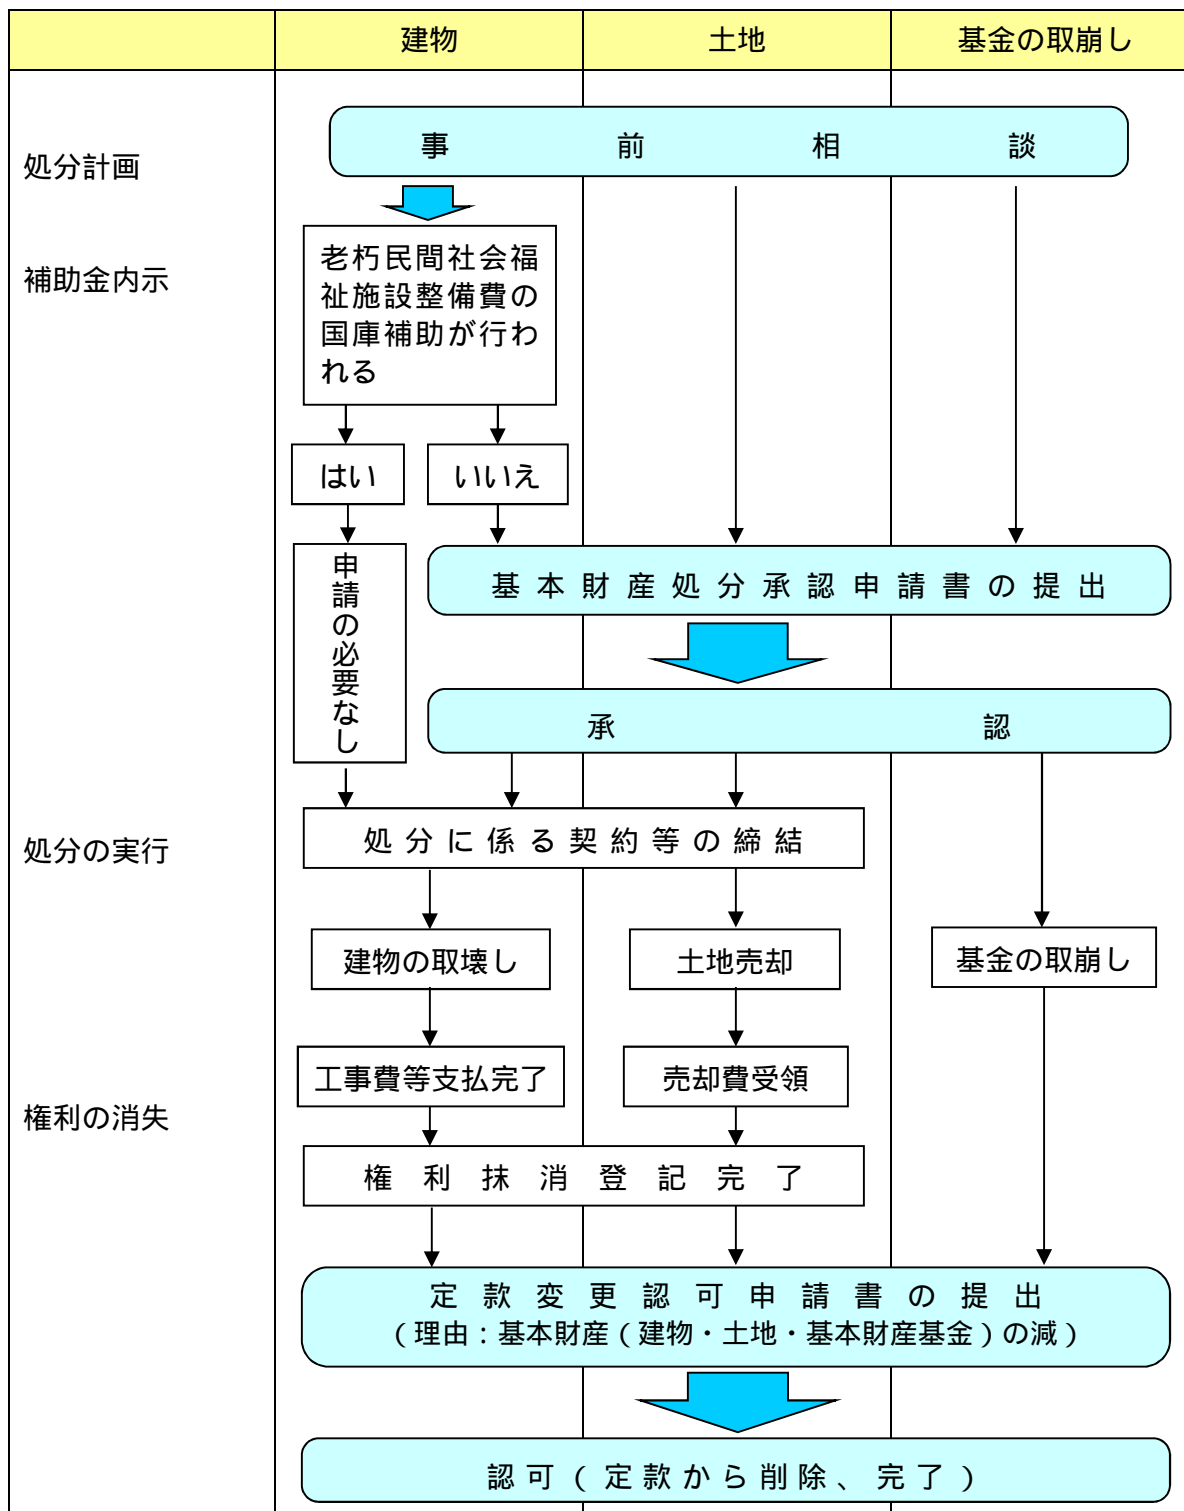 建物 土地 基金の取崩し
処分計画
事前相談
補助金内示
老朽民間社会福
祉施設整備費の
国庫補助が行わ
れる
はい いいえ
申請の必要なし
基本財産処分承認申請書の提出
承認
処分の実行
処分に係る契約等の締結
建物の取壊し 土地売却 基金の取崩し
工事費等支払完了 売却費受領
権利の消失
権利抹消登記完了
定款変更認可申請書の提出
（理由：基本財産（建物・土地・基本財産基金）の減）
認可（定款から削除、完了）